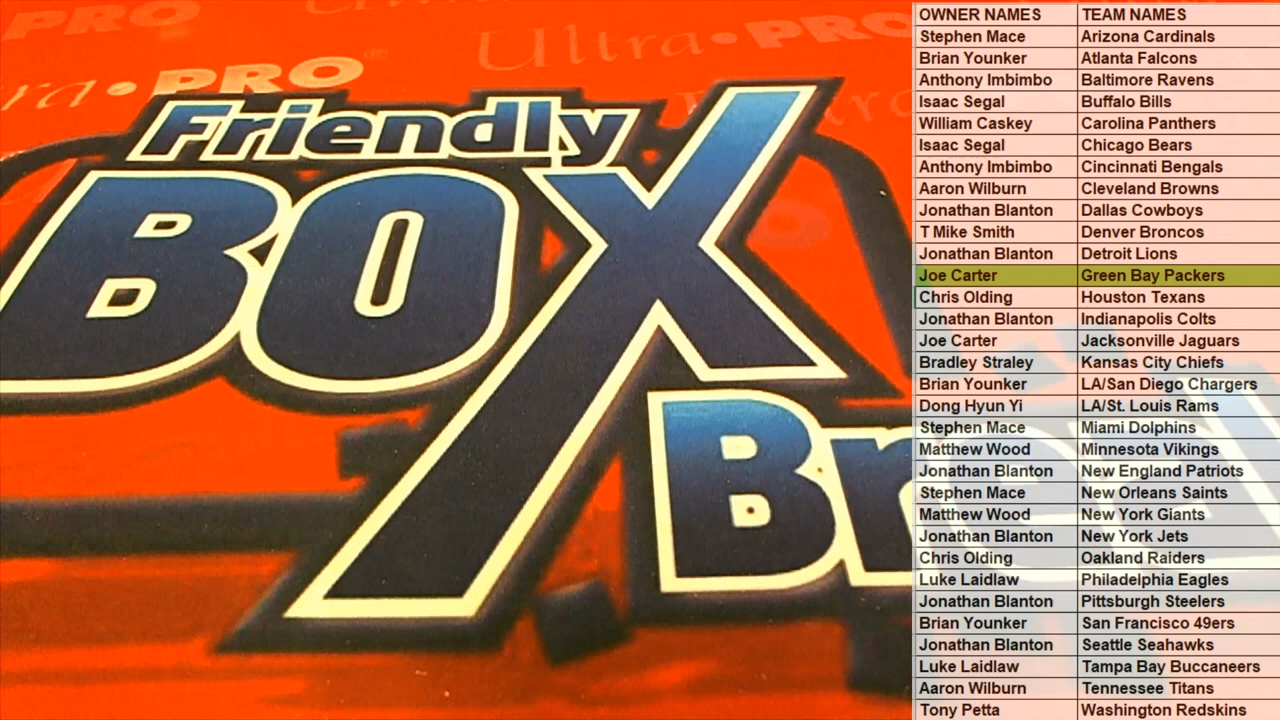 Ultra•PRO
ra•PRO
Friendly
BOX
Br
OWNER NAMES TEAM NAMES
Stephen Mace Arizona Cardinals
Brian Younker Atlanta Falcons
Anthony Imbimbo Baltimore Ravens
Isaac Segal Buffalo Bills
William Caskey Carolina Panthers
Isaac Segal Chicago Bears
Anthony Imbimbo Cincinnati Bengals
Aaron Wilburn Cleveland Browns
Jonathan Blanton Dallas Cowboys
T Mike Smith Denver Broncos
Jonathan Blanton Detroit Lions
Joe Carter Green Bay Packers
Chris Olding Houston Texans
Jonathan Blanton Indianapolis Colts
Joe Carter Jacksonville Jaguars
Bradley Straley Kansas City Chiefs
Brian Younker LA/San Diego Chargers
Dong Hyun Yi LA/St. Louis Rams
Stephen Mace Miami Dolphins
Matthew Wood Minnesota Vikings
Jonathan Blanton New England Patriots
Stephen Mace New Orleans Saints
Matthew Wood New York Giants
Jonathan Blanton New York Jets
Chris Olding Oakland Raiders
Luke Laidlaw Philadelphia Eagles
Jonathan Blanton Pittsburgh Steelers
Brian Younker San Francisco 49ers
Jonathan Blanton Seattle Seahawks
Luke Laidlaw Tampa Bay Buccaneers
Aaron Wilburn Tennessee Titans
Tony Petta Washington Redskins